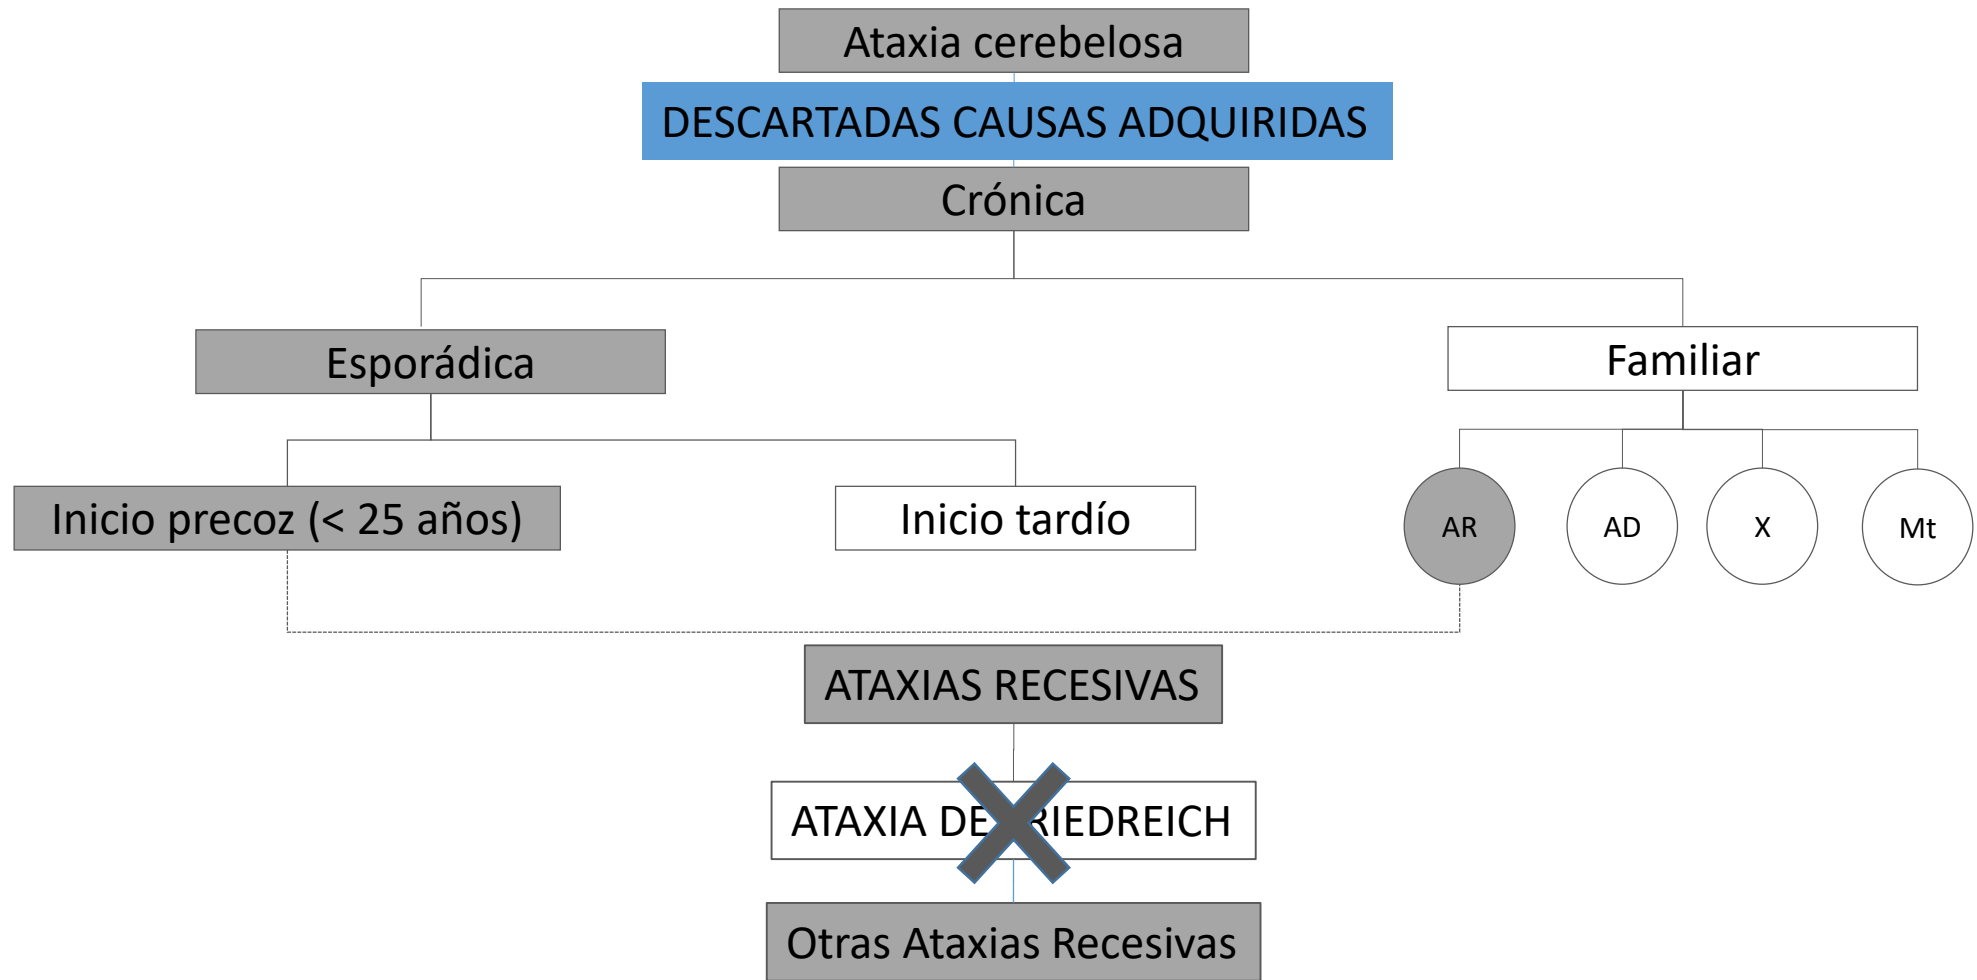 Ataxia cerebelosa
DESCARTADAS CAUSAS ADQUIRIDAS
Crónica
Esporádica
Familiar
Inicio precoz (< 25 años)
Inicio tardío
AR
AD
X
Mt
ATAXIAS RECESIVAS
ATAXIA DE RIEDREICH
Otras Ataxias Recesivas